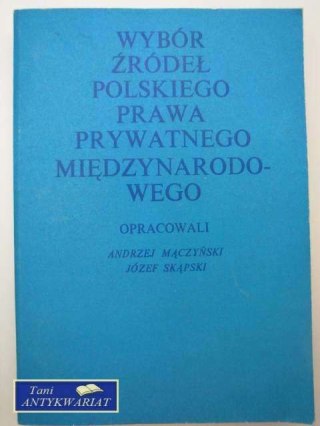 WYBÓR
ŹRÓDEŁ
POLSKIEGO
PRAWA
PRYWATNEGO
MIĘDZYNARODO-
WEGO
OPRACOWALI
ANDRZEJ MĄCZYŃSKI
JÓZEF SKĄPSKI
Tani
ANTYKWARIAT